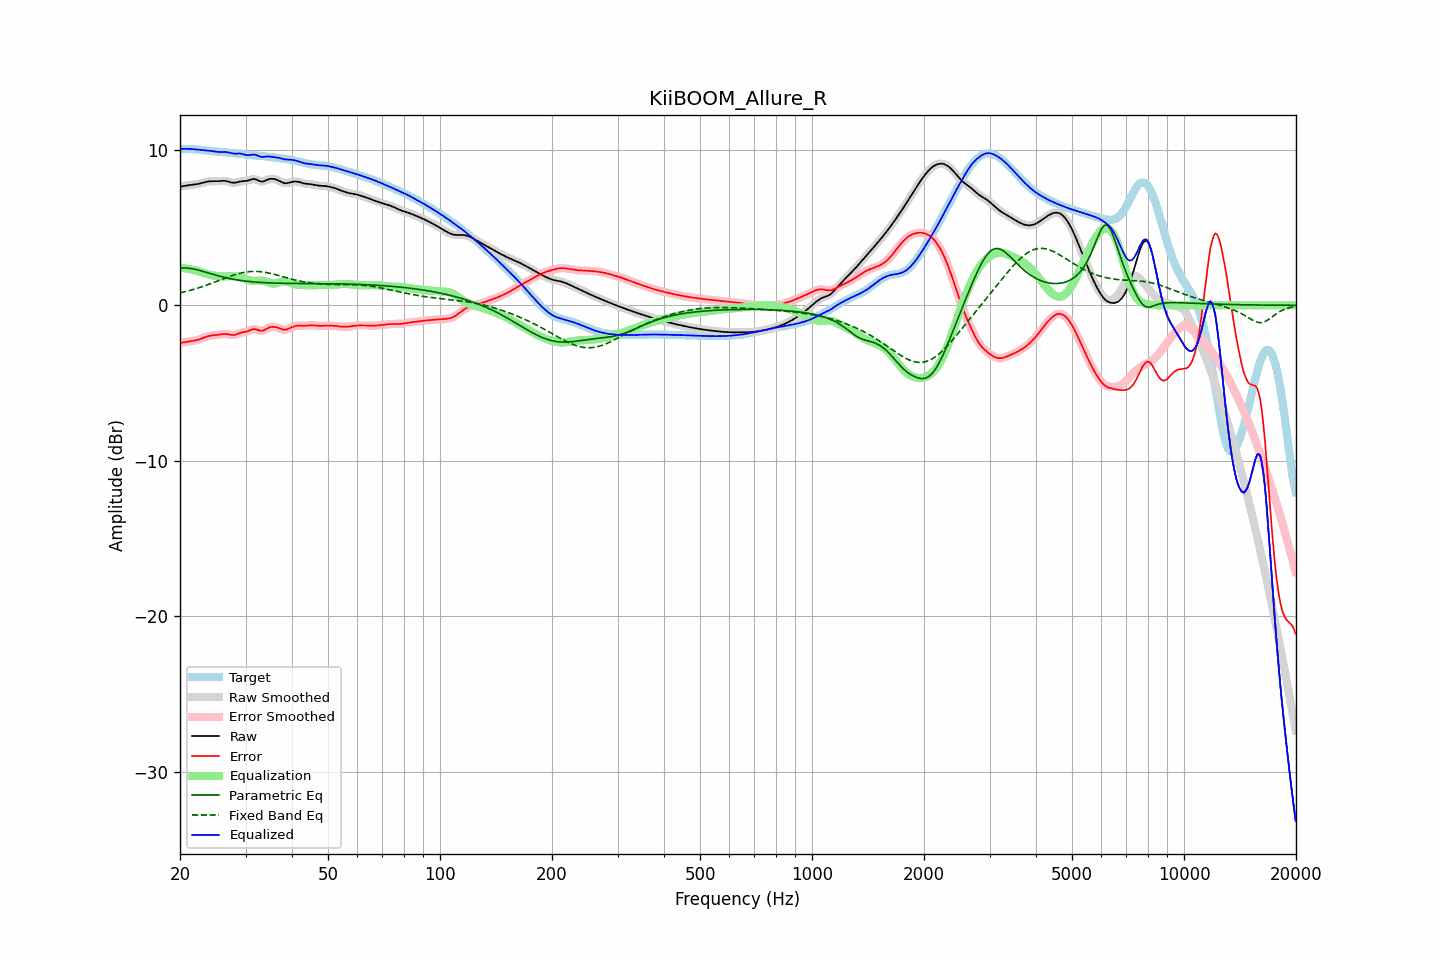 KiiBOOM_Allure_R
Amplitude (dBr)
10
0
−10
−20
−30
Target
Raw Smoothed
Error Smoothed
Raw
Error
Equalization
Parametric Eq
Fixed Band Eq
Equalized
20 50 100 200 500 1000 2000 5000 10000 20000
Frequency (Hz)